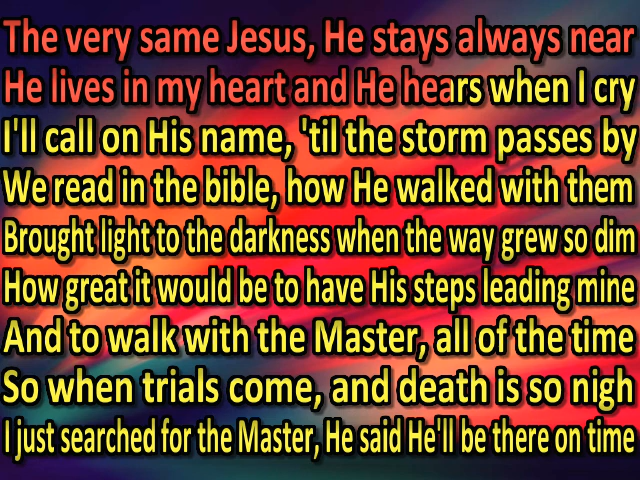 The very same Jesus, He stays always near
He lives in my heart and He hears when I cry
I'll call on His name, 'til the storm passes by
We read in the bible, how He walked with them
Brought light to the darkness when the way grew so dim
How great it would be to have His steps leading mine
And to walk with the Master, all of the time
So when trials come, and death is so nigh
I just searched for the Master, He said He'll be there on time